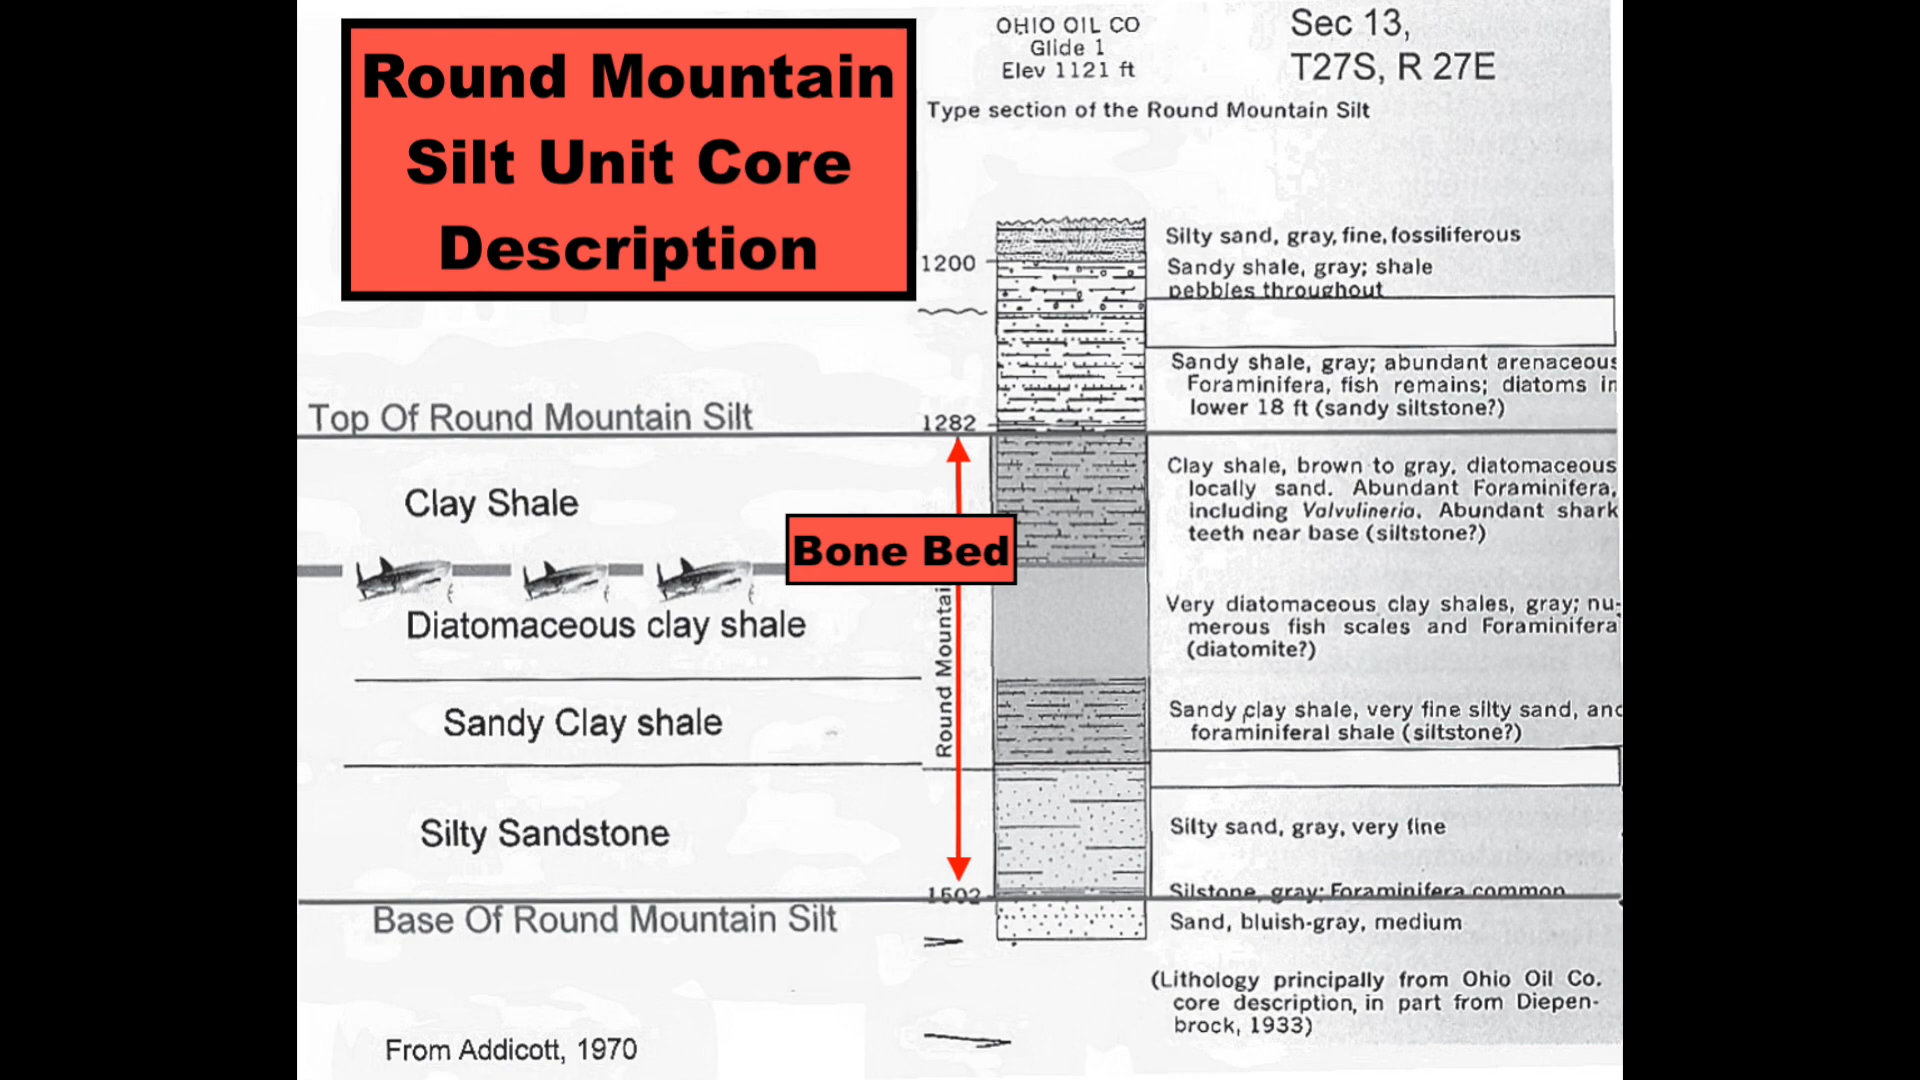 Round Mountain
Silt Unit Core
Description
OHIO OIL CO
Glide 1
Elev 1121 ft
Sec 13,
T27S, R 27E
Type section of the Round Mountain Silt
Silty sand, gray, fine, fossiliferous
1200
Sandy shale, gray; shale
pebbles throughout
Sandy shale, gray; abundant arenaceous
Foraminifera, fish remains; diatoms in
lower 18 ft (sandy siltstone?)
Top Of Round Mountain Silt
1282
Clay shale, brown to gray, diatomaceous
locally sand. Abundant Foraminifera,
including Valvulineria. Abundant shark
teeth near base (siltstone?)
Clay Shale
Bone Bed
Diatomaceous clay shale
Very diatomaceous clay shales, gray; nu-
merous fish scales and Foraminifera
(diatomite?)
Round Mountai
Sandy Clay shale
Sandy clay shale, very fine silty sand, and
foraminiferal shale (siltstone?)
Silty Sandstone
Silty sand, gray, very fine
Silstone, gray; Foraminifera common
1502
Base Of Round Mountain Silt
Sand, bluish-gray, medium
(Lithology principally from Ohio Oil Co.
core description, in part from Diepen-
brock, 1933)
From Addicott, 1970